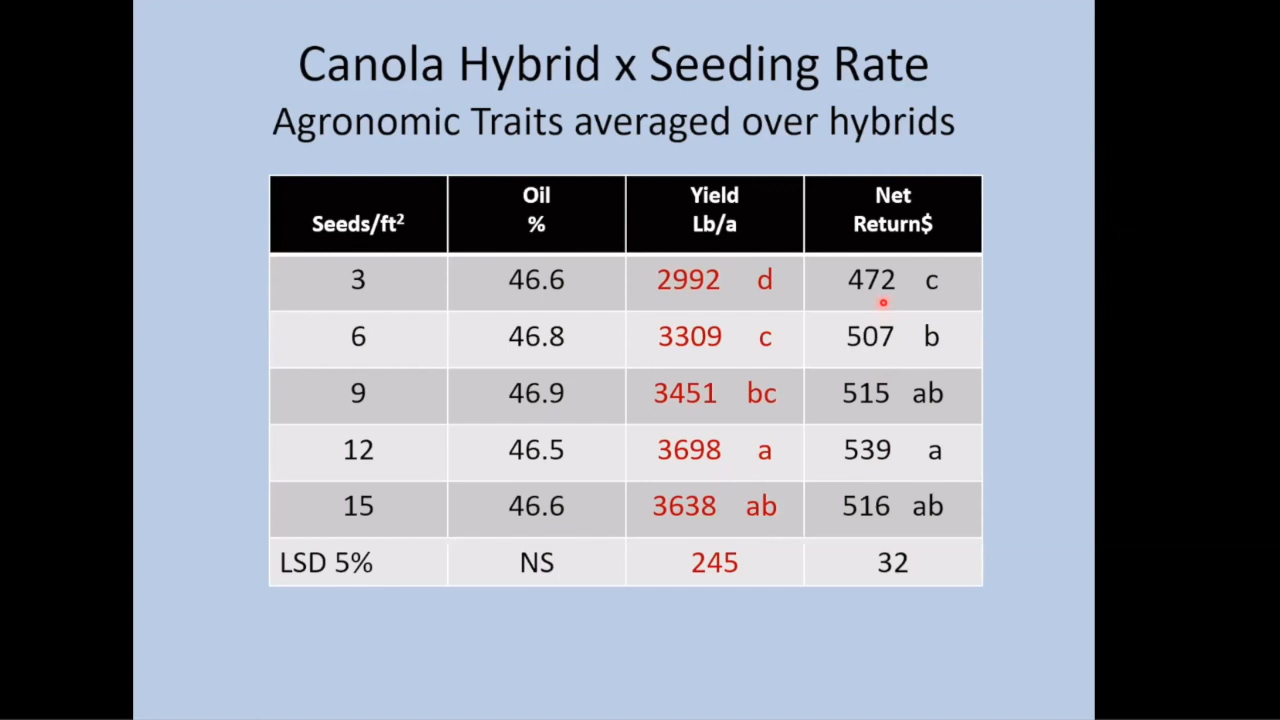 Canola Hybrid x Seeding Rate
Agronomic Traits averaged over hybrids
Seeds/ft² Oil % Yield Lb/a Net Return$
3 46.6 2992 d 472 c
6 46.8 3309 c 507 b
9 46.9 3451 bc 515 ab
12 46.5 3698 a 539 a
15 46.6 3638 ab 516 ab
LSD 5% NS 245 32